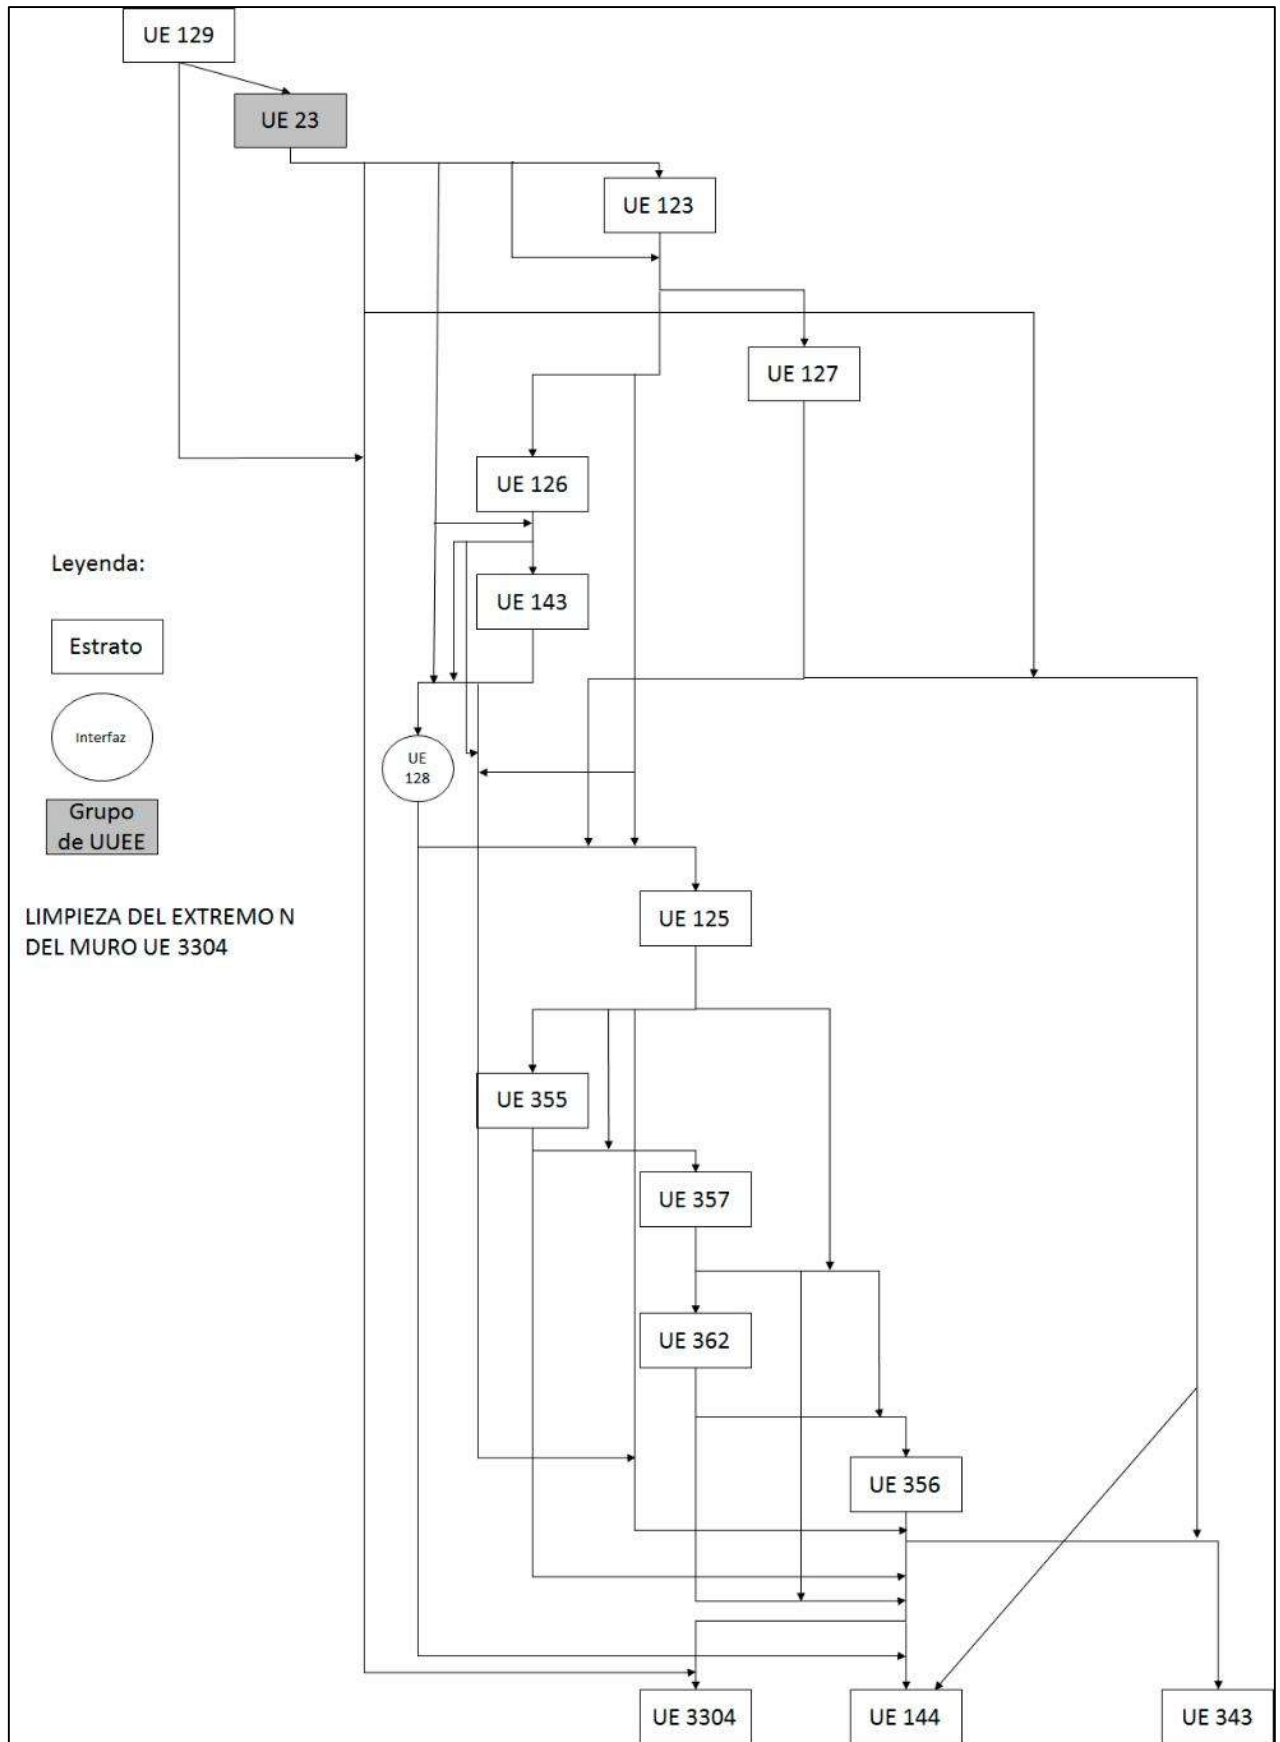 UE 129
UE 23
UE 123
UE 127
UE 126
Leyenda:
UE 143
Estrato
Interfaz
UE
128
Grupo
de UUEE
UE 125
LIMPIEZA DEL EXTREMO N
DEL MURO UE 3304
UE 355
UE 357
UE 362
UE 356
UE 3304
UE 144
UE 343